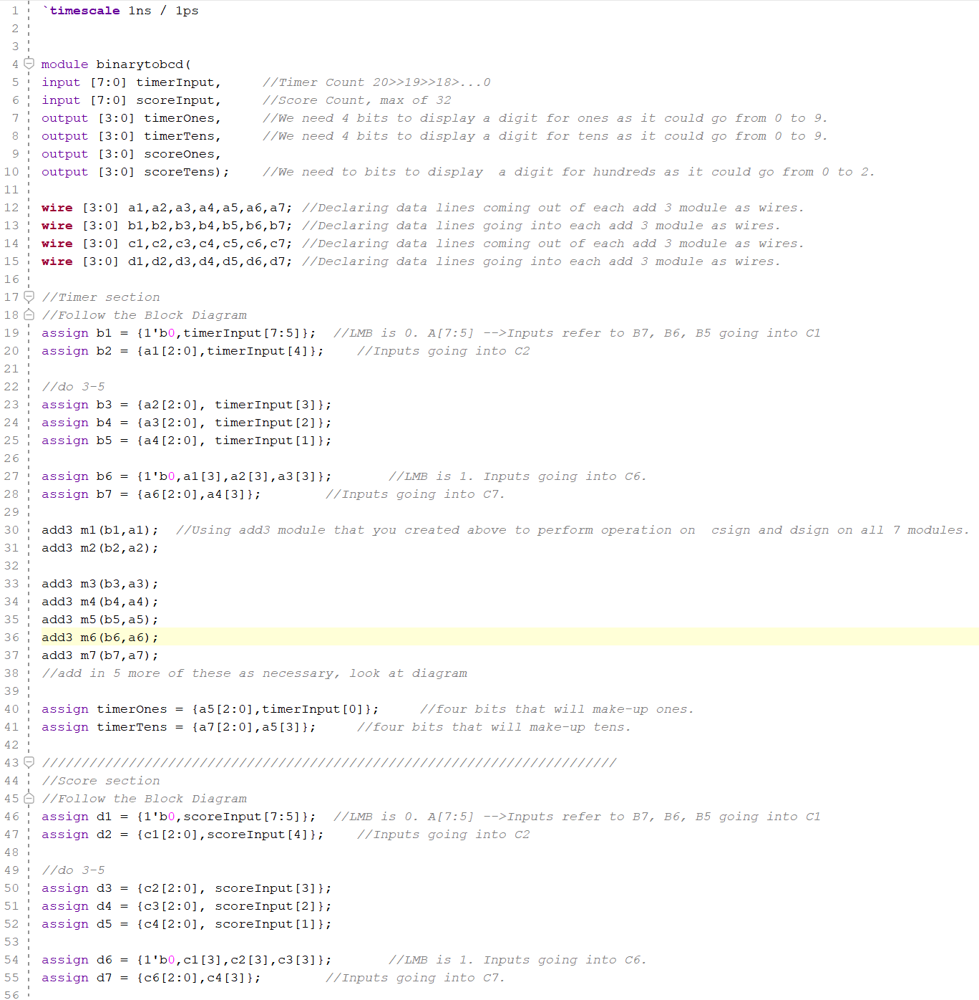 1 `timescale 1ns / 1ps
2
3
4 module binarytobcd(
5 input [7:0] timerInput, //Timer Count 20>>19>>18>...0
6 input [7:0] scoreInput, //Score Count, max of 32
7 output [3:0] timerOnes, //We need 4 bits to display a digit for ones as it could go from 0 to 9.
8 output [3:0] timerTens, //We need 4 bits to display a digit for tens as it could go from 0 to 9.
9 output [3:0] scoreOnes,
10 output [3:0] scoreTens); //We need to bits to display  a digit for hundreds as it could go from 0 to 2.
11
12 wire [3:0] a1,a2,a3,a4,a5,a6,a7; //Declaring data lines coming out of each add 3 module as wires.
13 wire [3:0] b1,b2,b3,b4,b5,b6,b7; //Declaring data lines going into each add 3 module as wires.
14 wire [3:0] c1,c2,c3,c4,c5,c6,c7; //Declaring data lines coming out of each add 3 module as wires.
15 wire [3:0] d1,d2,d3,d4,d5,d6,d7; //Declaring data lines going into each add 3 module as wires.
16
17 //Timer section
18 //Follow the Block Diagram
19 assign b1 = {1'b0,timerInput[7:5]}; //LMB is 0. A[7:5] -->Inputs refer to B7, B6, B5 going into C1
20 assign b2 = {a1[2:0],timerInput[4]}; //Inputs going into C2
21
22 //do 3-5
23 assign b3 = {a2[2:0], timerInput[3]};
24 assign b4 = {a3[2:0], timerInput[2]};
25 assign b5 = {a4[2:0], timerInput[1]};
26
27 assign b6 = {1'b0,a1[3],a2[3],a3[3]}; //LMB is 1. Inputs going into C6.
28 assign b7 = {a6[2:0],a4[3]}; //Inputs going into C7.
29
30 add3 m1(b1,a1); //Using add3 module that you created above to perform operation on  csign and dsign on all 7 modules.
31 add3 m2(b2,a2);
32
33 add3 m3(b3,a3);
34 add3 m4(b4,a4);
35 add3 m5(b5,a5);
36 add3 m6(b6,a6);
37 add3 m7(b7,a7);
38 //add in 5 more of these as necessary, look at diagram
39
40 assign timerOnes = {a5[2:0],timerInput[0]}; //four bits that will make-up ones.
41 assign timerTens = {a7[2:0],a5[3]}; //four bits that will make-up tens.
42
43 /////////////////////////////////////////////////////////////////////////
44 //Score section
45 //Follow the Block Diagram
46 assign d1 = {1'b0,scoreInput[7:5]}; //LMB is 0. A[7:5] -->Inputs refer to B7, B6, B5 going into C1
47 assign d2 = {c1[2:0],scoreInput[4]}; //Inputs going into C2
48
49 //do 3-5
50 assign d3 = {c2[2:0], scoreInput[3]};
51 assign d4 = {c3[2:0], scoreInput[2]};
52 assign d5 = {c4[2:0], scoreInput[1]};
53
54 assign d6 = {1'b0,c1[3],c2[3],c3[3]}; //LMB is 1. Inputs going into C6.
55 assign d7 = {c6[2:0],c4[3]}; //Inputs going into C7.
56